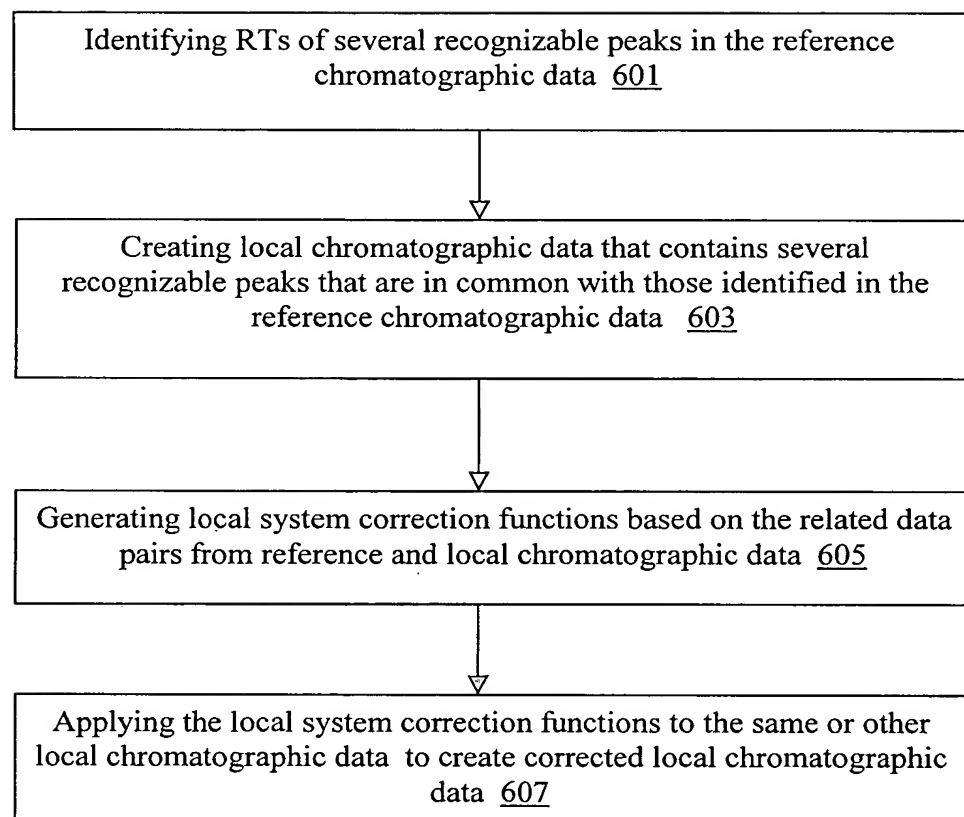 Identifying RTs of several recognizable peaks in the reference
chromatographic data 601
Creating local chromatographic data that contains several
recognizable peaks that are in common with those identified in the
reference chromatographic data 603
Generating local system correction functions based on the related data
pairs from reference and local chromatographic data 605
Applying the local system correction functions to the same or other
local chromatographic data to create corrected local chromatographic
data 607